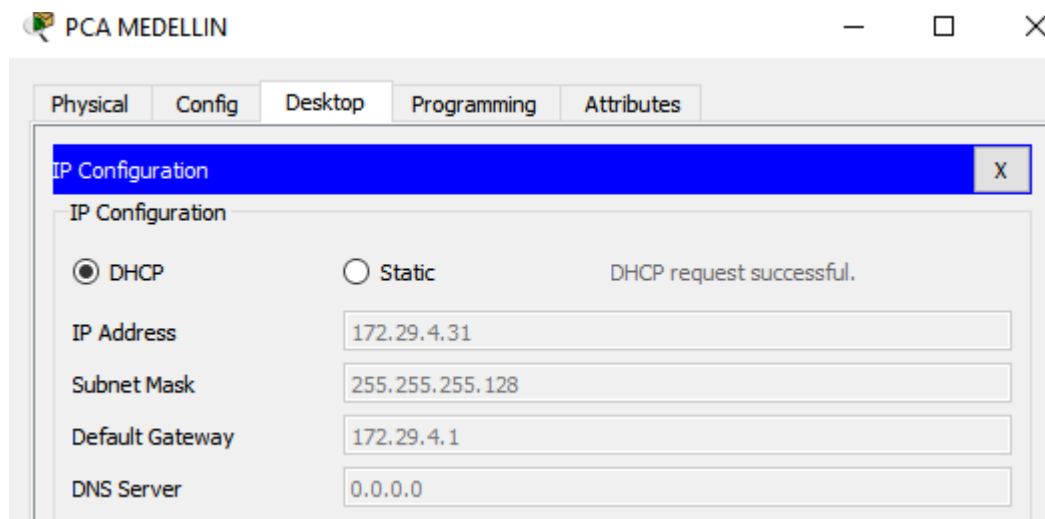 PCA MEDELLIN
Physical Config Desktop Programming Attributes
IP Configuration X
IP Configuration
DHCP Static DHCP request successful.
IP Address 172.29.4.31
Subnet Mask 255.255.255.128
Default Gateway 172.29.4.1
DNS Server 0.0.0.0